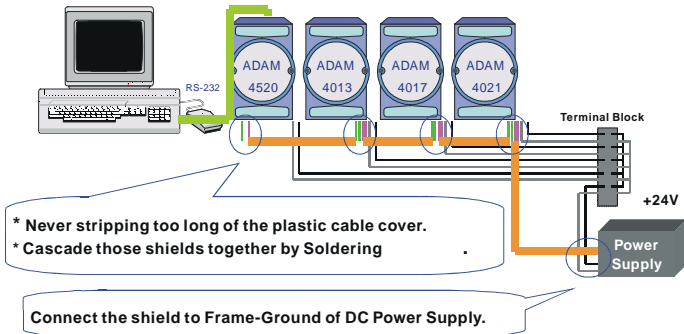 RS-232
ADAM
4520
ADAM
4013
ADAM
4017
ADAM
4021
Terminal Block
+24V
Power
Supply
* Never stripping too long of the plastic cable cover.
* Cascade those shields together by Soldering .
Connect the shield to Frame-Ground of DC Power Supply.